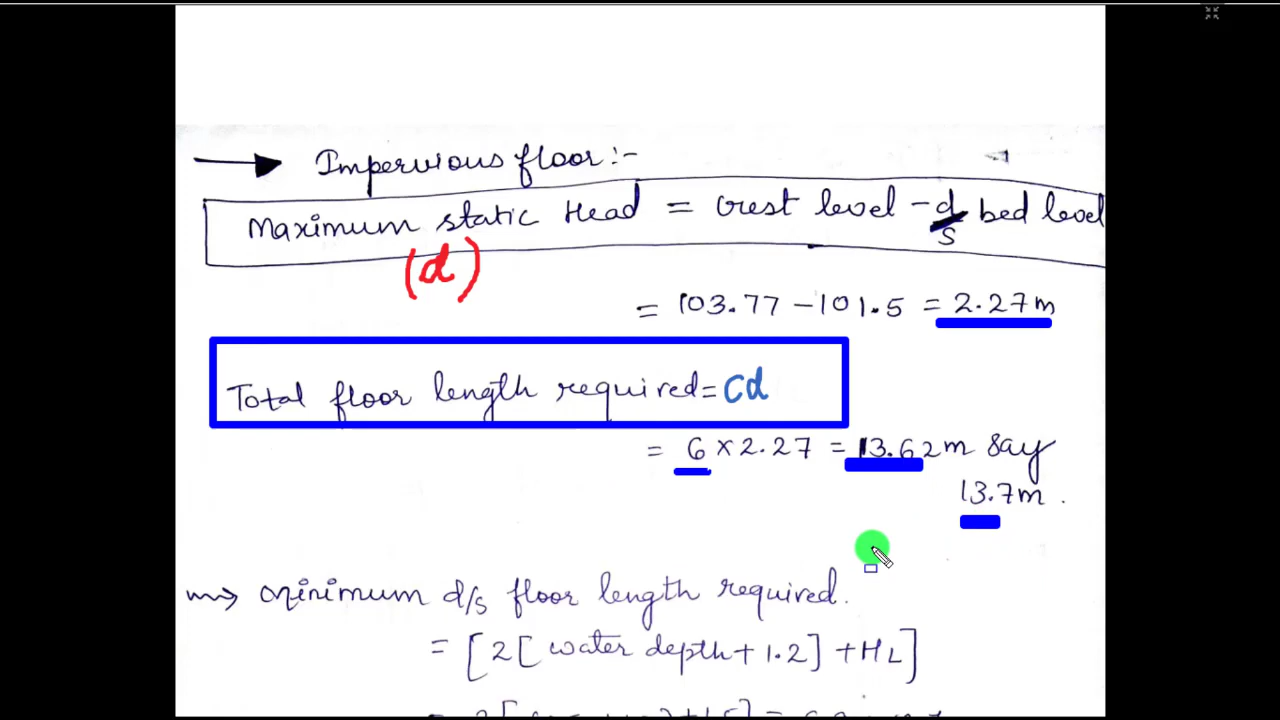 Impervious floor :-
Maximum static Head = crest level - d/s bed level
(d)
= 103.77 - 101.5 = 2.27m
Total floor length required = Cd
= 6 × 2.27 = 13.62m say
13.7m.
minimum d/s floor length required.
= [2[water depth + 1.2] + HL]